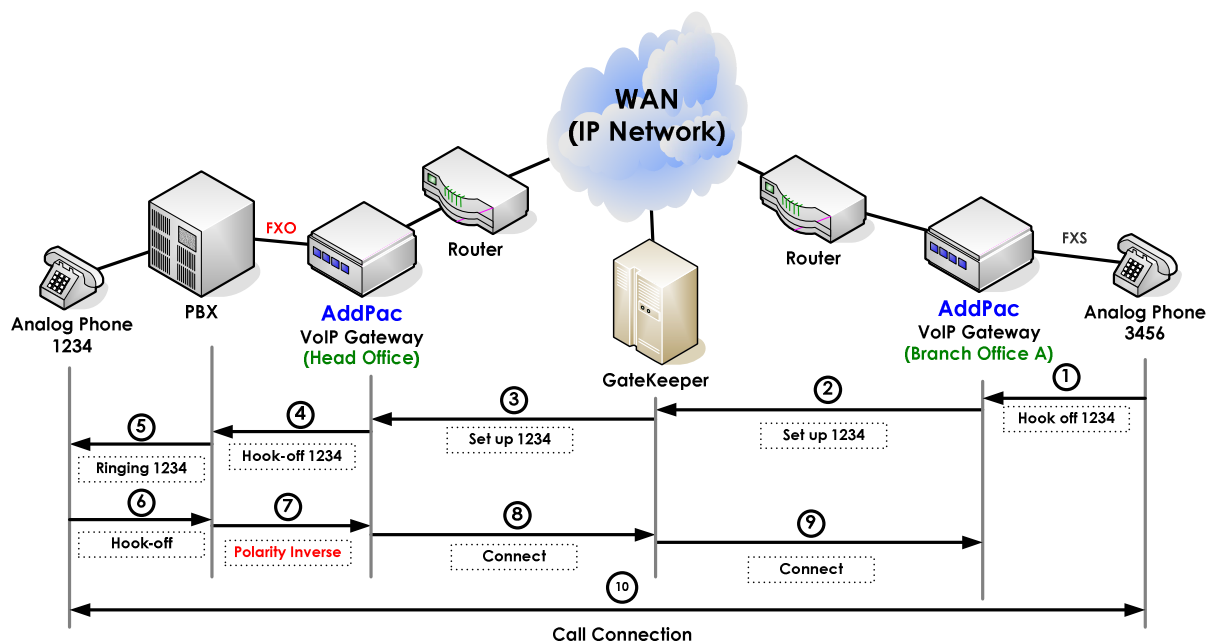 WAN
(IP Network)
FXO
Router
Router
FXS
PBX
Analog Phone
1234
AddPac
VoIP Gateway
(Head Office)
GateKeeper
AddPac
VoIP Gateway
(Branch Office A)
Analog Phone
3456
1
Hook off 1234
2
Set up 1234
3
Set up 1234
4
Hook-off 1234
5
Ringing 1234
6
Hook-off
7
Polarity Inverse
8
Connect
9
Connect
10
Call Connection